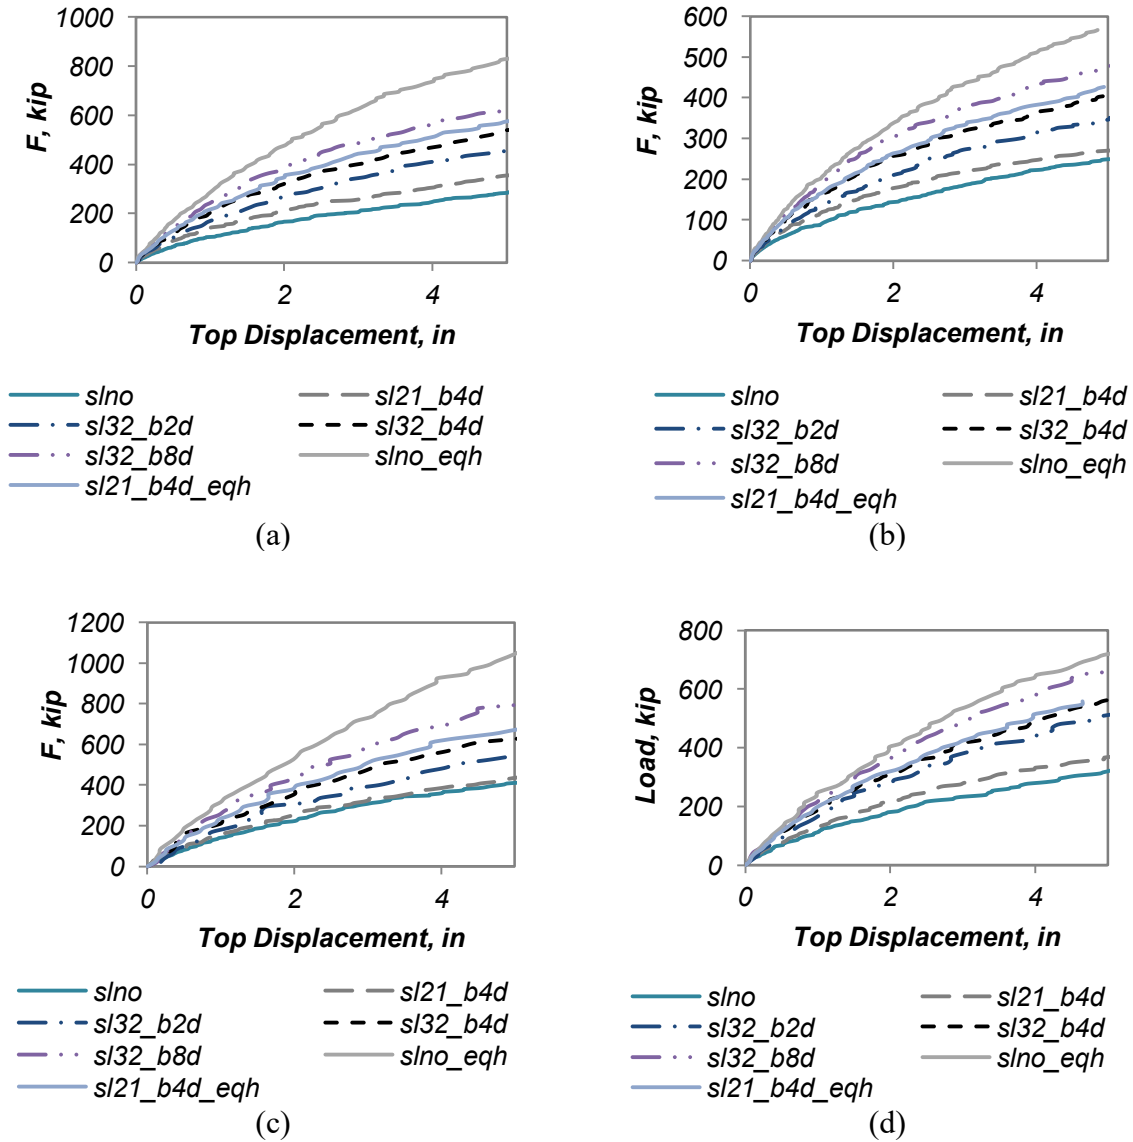 1000
800
600
400
200
0
F, kip
0 2 4
Top Displacement, in
slno sl21_b4d
sl32_b2d sl32_b4d
sl32_b8d slno_eqh
sl21_b4d_eqh
(a)
600
500
400
300
200
100
0
F, kip
0 2 4
Top Displacement, in
slno sl21_b4d
sl32_b2d sl32_b4d
sl32_b8d slno_eqh
sl21_b4d_eqh
(b)
1200
1000
800
600
400
200
0
F, kip
0 2 4
Top Displacement, in
slno sl21_b4d
sl32_b2d sl32_b4d
sl32_b8d slno_eqh
sl21_b4d_eqh
(c)
800
600
400
200
0
Load, kip
0 2 4
Top Displacement, in
slno sl21_b4d
sl32_b2d sl32_b4d
sl32_b8d slno_eqh
sl21_b4d_eqh
(d)